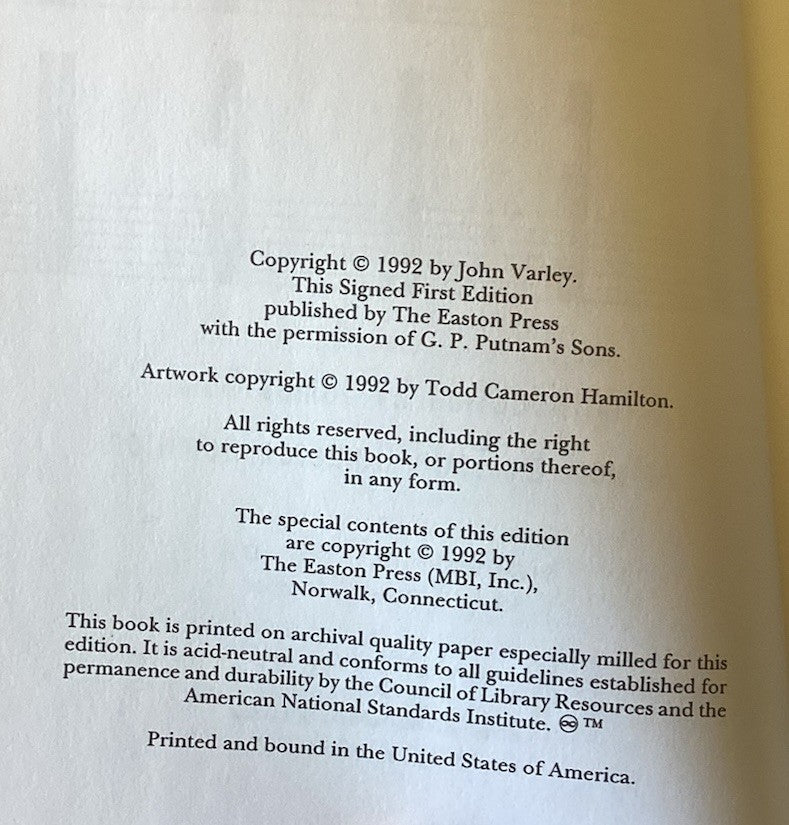 Copyright © 1992 by John Varley.
This Signed First Edition
published by The Easton Press
with the permission of G. P. Putnam's Sons.
Artwork copyright © 1992 by Todd Cameron Hamilton.
All rights reserved, including the right
to reproduce this book, or portions thereof,
in any form.
The special contents of this edition
are copyright © 1992 by
The Easton Press (MBI, Inc.),
Norwalk, Connecticut.
This book is printed on archival quality paper especially milled for this
edition. It is acid-neutral and conforms to all guidelines established for
permanence and durability by the Council of Library Resources and the
American National Standards Institute. ♾ ™
Printed and bound in the United States of America.